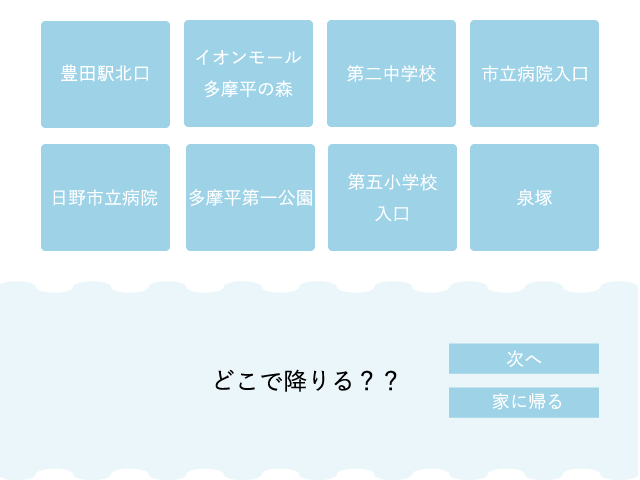 豊田駅北口
イオンモール
多摩平の森
第二中学校
市立病院入口
日野市立病院
多摩平第一公園
第五小学校
入口
泉塚
どこで降りる？？
次へ
家に帰る